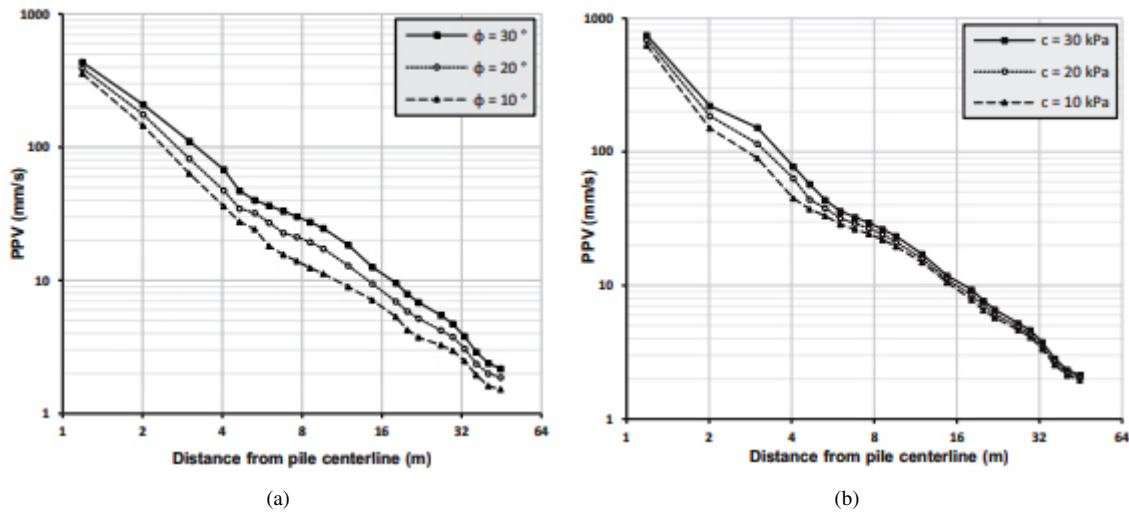 1000
100
10
1
PPV (mm/s)
ϕ = 30 °
ϕ = 20 °
ϕ = 10 °
1 2 4 8 16 32 64
Distance from pile centerline (m)
(a)
1000
100
10
1
PPV (mm/s)
c = 30 kPa
c = 20 kPa
c = 10 kPa
1 2 4 8 16 32 64
Distance from pile centerline (m)
(b)